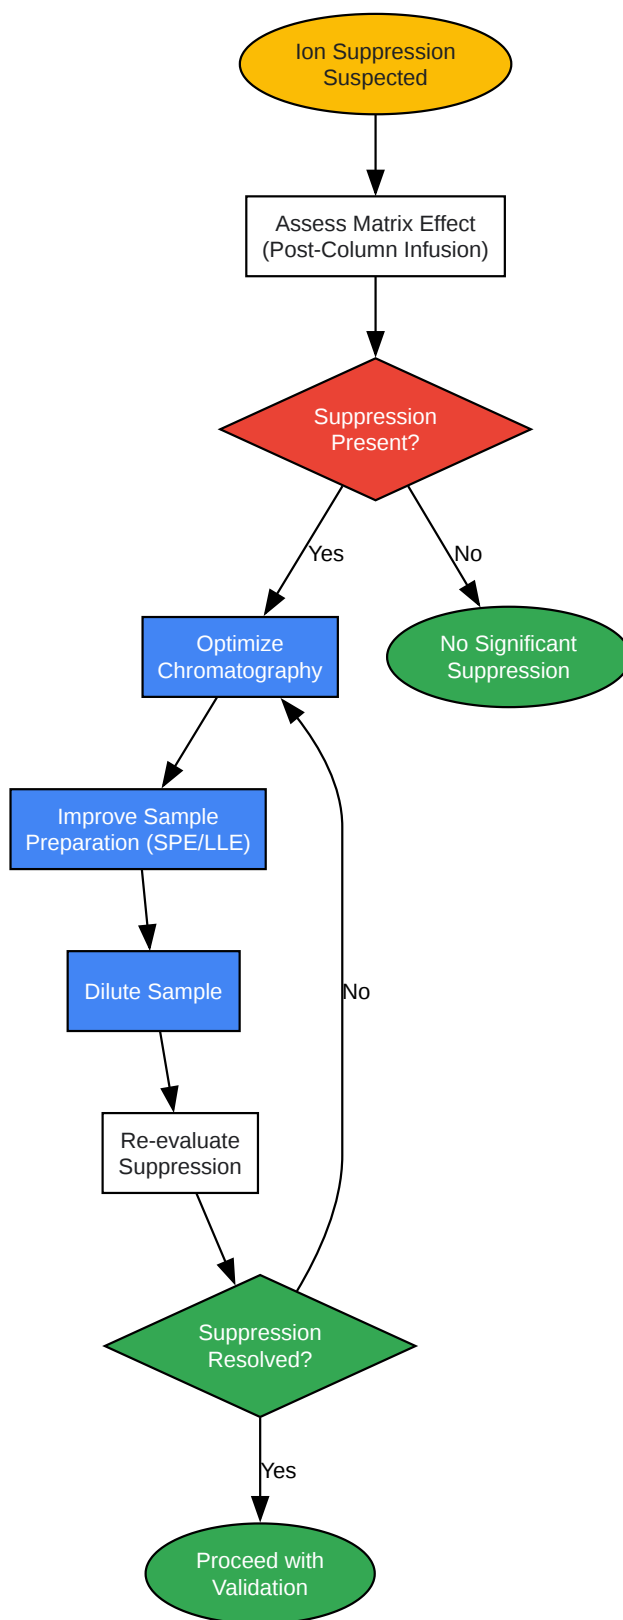 Ion Suppression
Suspected
Assess Matrix Effect
(Post-Column Infusion)
Suppression
Present?
Yes
No
Optimize
Chromatography
No Significant
Suppression
Improve Sample
Preparation (SPE/LLE)
Dilute Sample
No
Re-evaluate
Suppression
Suppression
Resolved?
Yes
Proceed with
Validation